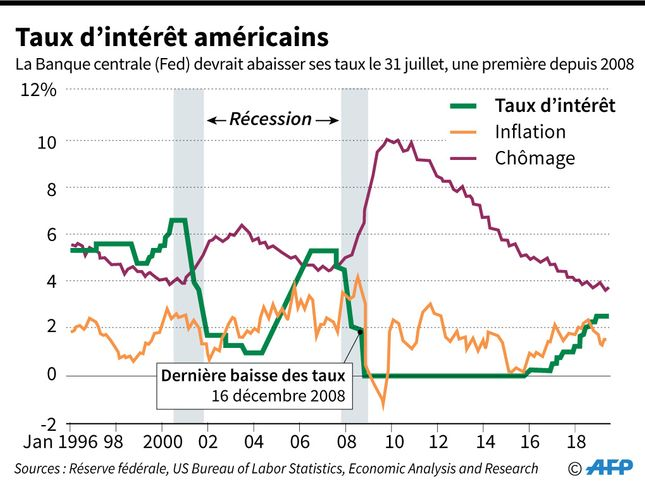 Taux d'intérêt américains
La Banque centrale (Fed) devrait abaisser ses taux le 31 juillet, une première depuis 2008
12%
10
8
6
4
2
0
-2
Récession
Taux d'intérêt
Inflation
Chômage
Dernière baisse des taux
16 décembre 2008
Jan 1996 98 2000 02 04 06 08 10 12 14 16 18
Sources : Réserve fédérale, US Bureau of Labor Statistics, Economic Analysis and Research
© AFP